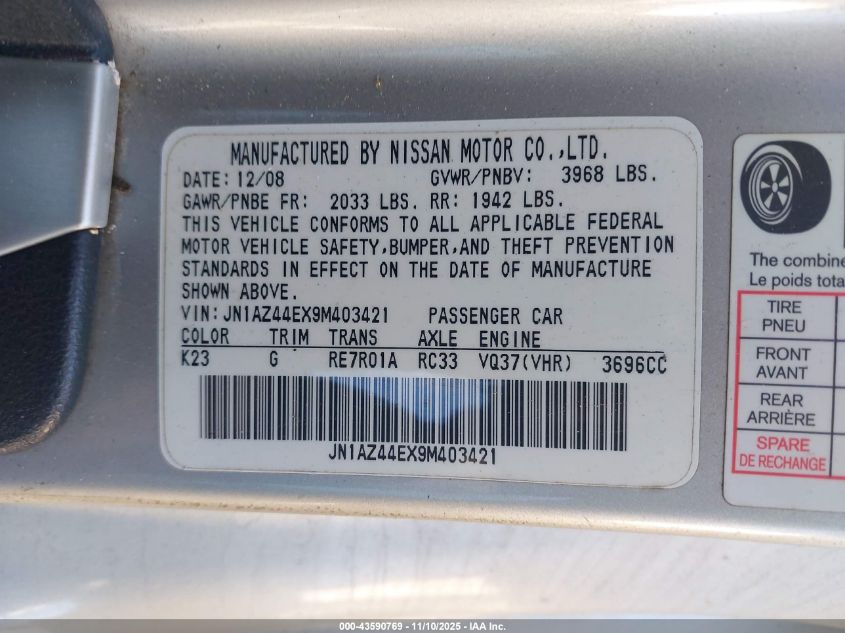 MANUFACTURED BY NISSAN MOTOR CO.,LTD.
DATE: 12/08 GVWR/PNBV: 3968 LBS.
GAWR/PNBE FR: 2033 LBS. RR: 1942 LBS.
THIS VEHICLE CONFORMS TO ALL APPLICABLE FEDERAL
MOTOR VEHICLE SAFETY,BUMPER,AND THEFT PREVENTION
STANDARDS IN EFFECT ON THE DATE OF MANUFACTURE
SHOWN ABOVE.
VIN: JN1AZ44EX9M403421 PASSENGER CAR
COLOR TRIM TRANS AXLE ENGINE
K23 G RE7R01A RC33 VQ37(VHR) 3696CC
JN1AZ44EX9M403421
The combine
Le poids tota
TIRE
PNEU
FRONT
AVANT
REAR
ARRIÈRE
SPARE
DE RECHANGE
000-43590769 - 11/10/2025 - IAA Inc.